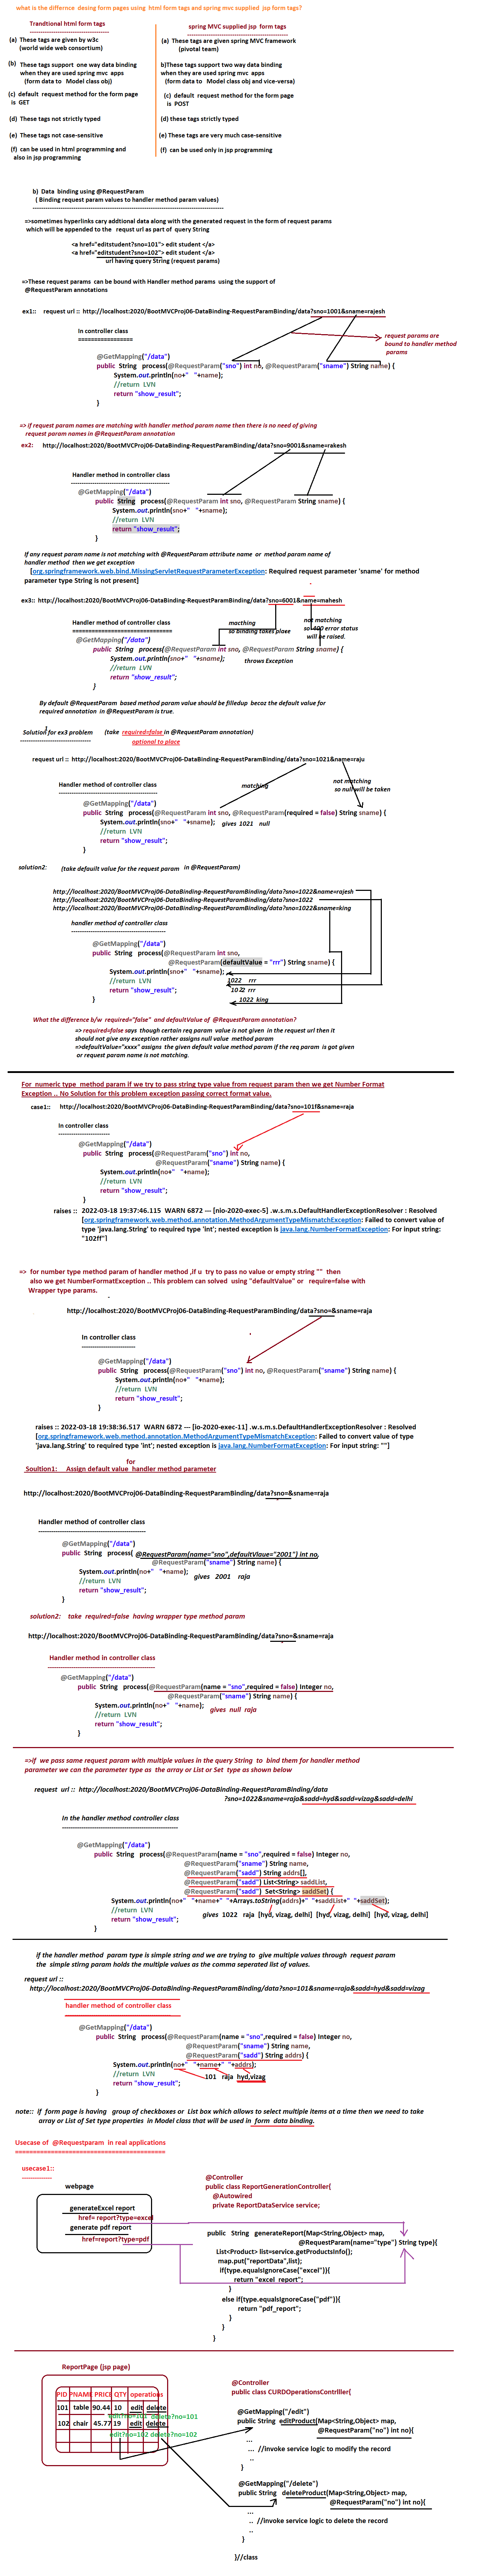 what is the differnce desing form pages using html form tags and spring mvc supplied jsp form tags?
Trandtional html form tags
------------------------------------
(a) These tags are given by w3c
(world wide web consortium)
(b) These tags support one way data binding
when they are used spring mvc apps
(form data to Model class obj)
(c) default request method for the form page
is GET
(d) These tags not strictly typed
(e) These tags not case-sensitive
(f) can be used in html programming and
also in jsp programming
spring MVC supplied jsp form tags
---------------------------------------------
(a) These tags are given spring MVC framework
(pivotal team)
b)These tags support two way data binding
when they are used spring mvc apps
(form data to Model class obj and vice-versa)
(c) default request method for the form page
is POST
(d) these tags strictly typed
(e) These tags are very much case-sensitive
(f) can be used only in jsp programming
b) Data binding using @RequestParam
( Binding request param values to handler method param values)
------------------------------------------------------------------------
=>sometimes hyperlinks cary addtional data along with the generated request in the form of request params
which will be appended to the requst url as part of query String
<a href="editstudent?sno=101"> edit student </a>
<a href="editstudent?sno=102"> edit student </a>
url having query String (request params)
=>These request params can be bound with Handler method params using the support of
@RequestParam annotations
ex1:: request url :: http://localhost:2020/BootMVCProj06-DataBinding-RequestParamBinding/data?sno=1001&sname=rajesh
request params are
bound to handler method
params
In controller class
=================
@GetMapping("/data")
public String process(@RequestParam("sno") int no, @RequestParam("sname") String name) {
System.out.println(no+" "+name);
//return LVN
return "show_result";
}
=> if request param names are matching with handler method param name then there is no need of giving
request param names in @RequestParam annotation
ex2: http://localhost:2020/BootMVCProj06-DataBinding-RequestParamBinding/data?sno=9001&sname=rakesh
Handler method in controller class
----------------------------------------
@GetMapping("/data")
public String process(@RequestParam int sno, @RequestParam String sname) {
System.out.println(sno+" "+sname);
//return LVN
return "show_result";
}
If any request param name is not matching with @RequestParam attribute name or method param name of
handler method then we get exception
[org.springframework.web.bind.MissingServletRequestParameterException: Required request parameter 'sname' for method
parameter type String is not present]
ex3:: http://localhost:2020/BootMVCProj06-DataBinding-RequestParamBinding/data?sno=6001&name=mahesh
Handler method of controller class
============================
macthing
so binding takes place
not matching
so 400 error status
will be raised.
@GetMapping("/data")
public String process(@RequestParam int sno, @RequestParam String sname) {
System.out.println(sno+" "+sname);
throws Exception
//return LVN
return "show_result";
}
By default @RequestParam based method param value should be filledup becoz the default value for
required annotation in @RequestParam is true.
Solution for ex3 problem (take required=false in @RequestParam annotation)
--------------------------------
optional to place
request url :: http://localhost:2020/BootMVCProj06-DataBinding-RequestParamBinding/data?sno=1021&name=raju
matching
not matching
so null will be taken
Handler method of controller class
-----------------------------------------
@GetMapping("/data")
public String process(@RequestParam int sno, @RequestParam(required = false) String sname) {
System.out.println(sno+" "+sname); gives 1021 null
//return LVN
return "show_result";
}
solution2: (take defauilt value for the request param in @RequestParam)
http://localhost:2020/BootMVCProj06-DataBinding-RequestParamBinding/data?sno=1022&name=rajesh
http://localhost:2020/BootMVCProj06-DataBinding-RequestParamBinding/data?sno=1022
http://localhost:2020/BootMVCProj06-DataBinding-RequestParamBinding/data?sno=1022&sname=king
handler method of controller class
---------------------------------------
@GetMapping("/data")
public String process(@RequestParam int sno,
@RequestParam(defaultValue = "rrr") String sname) {
System.out.println(sno+" "+sname);
//return LVN
return "show_result";
}
1022 rrr
1022 rrr
1022 king
What the difference b/w required="false" and defaultValue of @RequestParam annotation?
=> required=false says though certain req param value is not given in the request url then it
should not give any exception rather assigns null value method param
=>defaultValue="xxxx" assigns the given default value method param if the req param is got given
or request param name is not matching.
For numeric type method param if we try to pass string type value from request param then we get Number Format
Exception .. No Solution for this problem exception passing correct format value.
case1:: http://localhost:2020/BootMVCProj06-DataBinding-RequestParamBinding/data?sno=101f&sname=raja
In controller class
----------------------
@GetMapping("/data")
public String process(@RequestParam("sno") int no,
@RequestParam("sname") String name) {
System.out.println(no+" "+name);
//return LVN
return "show_result";
}
raises :: 2022-03-18 19:37:46.115 WARN 6872 --- [nio-2020-exec-5] .w.s.m.s.DefaultHandlerExceptionResolver : Resolved
[org.springframework.web.method.annotation.MethodArgumentTypeMismatchException: Failed to convert value of
type 'java.lang.String' to required type 'int'; nested exception is java.lang.NumberFormatException: For input string:
"102ff"]
=> for number type method param of handler method ,if u try to pass no value or empty string "" then
also we get NumberFormatException .. This problem can solved using "defaultValue" or require=false with
Wrapper type params.
http://localhost:2020/BootMVCProj06-DataBinding-RequestParamBinding/data?sno=&sname=raja
In controller class
-----------------------
@GetMapping("/data")
public String process(@RequestParam("sno") int no, @RequestParam("sname") String name) {
System.out.println(no+" "+name);
//return LVN
return "show_result";
}
raises :: 2022-03-18 19:38:36.517 WARN 6872 --- [io-2020-exec-11] .w.s.m.s.DefaultHandlerExceptionResolver : Resolved
[org.springframework.web.method.annotation.MethodArgumentTypeMismatchException: Failed to convert value of type
'java.lang.String' to required type 'int'; nested exception is java.lang.NumberFormatException: For input string: ""]
for
Soultion1: Assign default value handler method parameter
http://localhost:2020/BootMVCProj06-DataBinding-RequestParamBinding/data?sno=&sname=raja
Handler method of controller class
---------------------------------------------
@GetMapping("/data")
public String process( @RequestParam(name="sno",defaultVlaue="2001") int no,
@RequestParam("sname") String name) {
System.out.println(no+" "+name); gives 2001 raja
//return LVN
return "show_result";
}
solution2: take required=false having wrapper type method param
http://localhost:2020/BootMVCProj06-DataBinding-RequestParamBinding/data?sno=&sname=raja
Handler method in controller class
---------------------------------------------
@GetMapping("/data")
public String process(@RequestParam(name = "sno",required = false) Integer no,
@RequestParam("sname") String name) {
System.out.println(no+" "+name); gives null raja
//return LVN
return "show_result";
}
=>if we pass same request param with multiple values in the query String to bind them for handler method
parameter we can the parameter type as the array or List or Set type as shown below
request url :: http://localhost:2020/BootMVCProj06-DataBinding-RequestParamBinding/data
?sno=1022&sname=raja&sadd=hyd&sadd=vizag&sadd=delhi
In the handler method controller class
-------------------------------------------------
@GetMapping("/data")
public String process(@RequestParam(name = "sno",required = false) Integer no,
@RequestParam("sname") String name,
@RequestParam("sadd") String addrs[],
@RequestParam("sadd") List<String> saddList,
@RequestParam("sadd") Set<String> saddSet) {
System.out.println(no+" "+name+" "+Arrays.toString(addrs)+" "+saddList+" "+saddSet);
//return LVN
return "show_result";
}
gives 1022 raja [hyd, vizag, delhi] [hyd, vizag, delhi] [hyd, vizag, delhi]
if the handler method param type is simple string and we are trying to give multiple values through request param
the simple stirng param holds the multiple values as the comma seperated list of values.
request url ::
http://localhost:2020/BootMVCProj06-DataBinding-RequestParamBinding/data?sno=101&sname=raja&sadd=hyd&sadd=vizag
handler method of controller class
@GetMapping("/data")
public String process(@RequestParam(name = "sno",required = false) Integer no,
@RequestParam("sname") String name,
@RequestParam("sadd") String addrs) {
System.out.println(no+" "+name+" "+addrs);
//return LVN
return "show_result";
}
101 raja hyd,vizag
note:: if form page is having group of checkboxes or List box which allows to select multiple items at a time then we need to take
array or List of Set type properties in Model class that will be used in form data binding.
Usecase of @Requestparam in real applications
==========================================
usecase1::
-------------
webpage
generateExcel report
href= report?type=excel
generate pdf report
href=report?type=pdf
@Controller
public class ReportGenerationController{
@Autowired
private ReportDataService service;
public String generateReport(Map<String,Object> map,
@RequestParam(name="type") String type){
List<Product> list=service.getProductsInfo();
map.put("reportData",list);
if(type.equalsIgnoreCase("excel")){
return "excel_report";
}
else if(type.equalsIgnoreCase("pdf")){
return "pdf_report";
}
}
}
ReportPage (jsp page)
PID PNAME PRICE QTY operations
101 table 90.44 10 edit delete
edit?no=101 delete?no=101
102 chair 45.77 19 edit delete
edit?no=102 delete?no=102
@Controller
public class CURDOperationsContrlller{
@GetMapping("/edit")
public String editProduct(Map<String,Object> map,
@RequestParam("no") int no){
...
... //invoke service logic to modify the record
..
}
@GetMapping("/delete")
public String deleteProduct(Map<String,Object> map,
@RequestParam("no") int no){
...
.. //invoke service logic to delete the record
..
}
}//class